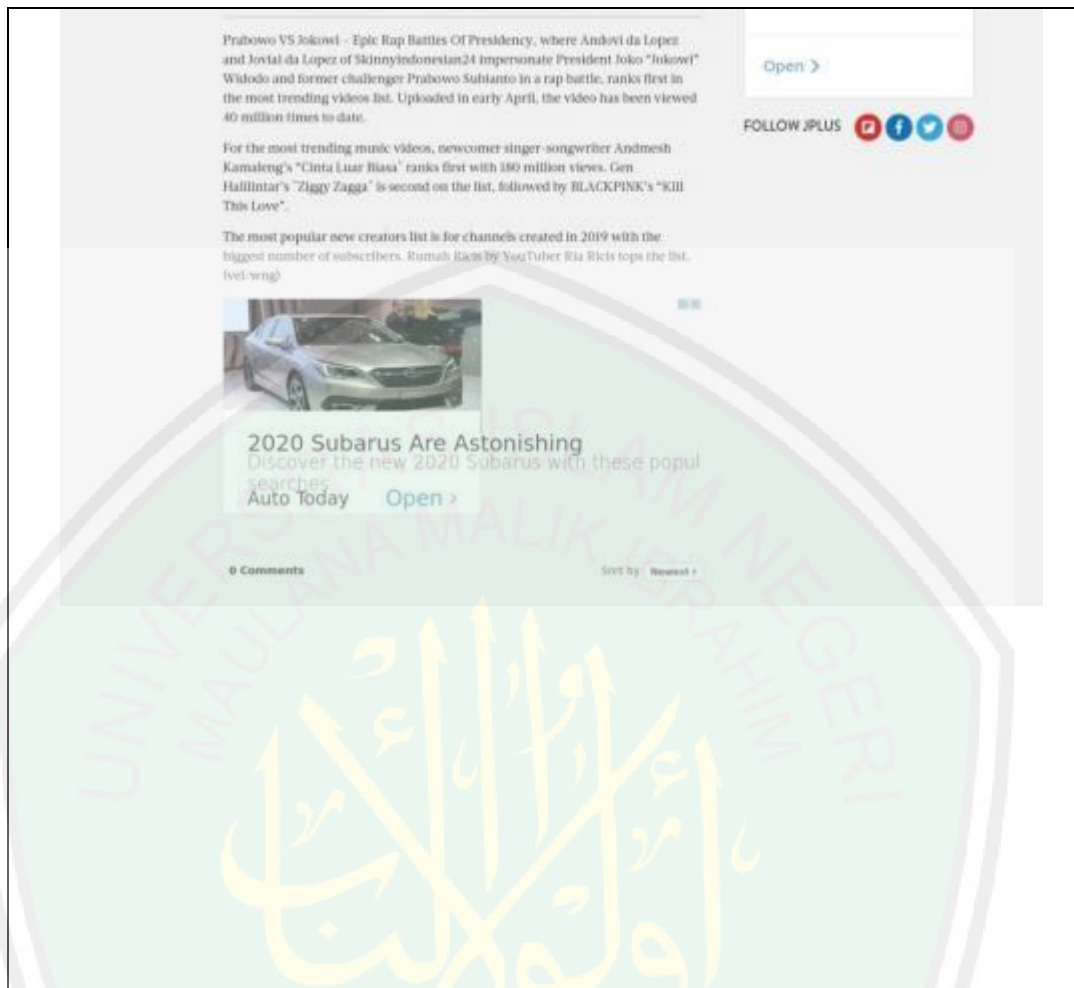 Prabowo VS Jokowi - Epic Rap Battles Of Presidency, where Andovi da Lopez
and Jovial da Lopez of SkinnyIndonesian24 impersonate President Joko "Jokowi"
Widodo and former challenger Prabowo Subianto in a rap battle, ranks first in
the most trending videos list. Uploaded in early April, the video has been viewed
40 million times to date.
For the most trending music videos, newcomer singer-songwriter Andmesh
Kamaleng's "Cinta Luar Biasa" ranks first with 180 million views. Gen
Halilintar's "Ziggy Zagga" is second on the list, followed by BLACKPINK's "Kill
This Love".
The most popular new creators list is for channels created in 2019 with the
biggest number of subscribers. Rumah Ricis by YouTuber Ria Ricis tops the list.
(vel/wng)
Open >
FOLLOW JPLUS
2020 Subarus Are Astonishing
Discover the new 2020 Subarus with these popul
searches
Auto Today Open >
0 Comments
Sort by Newest
UNIVERSITAS ISLAM NEGERI
MAULANA MALIK IBRAHIM